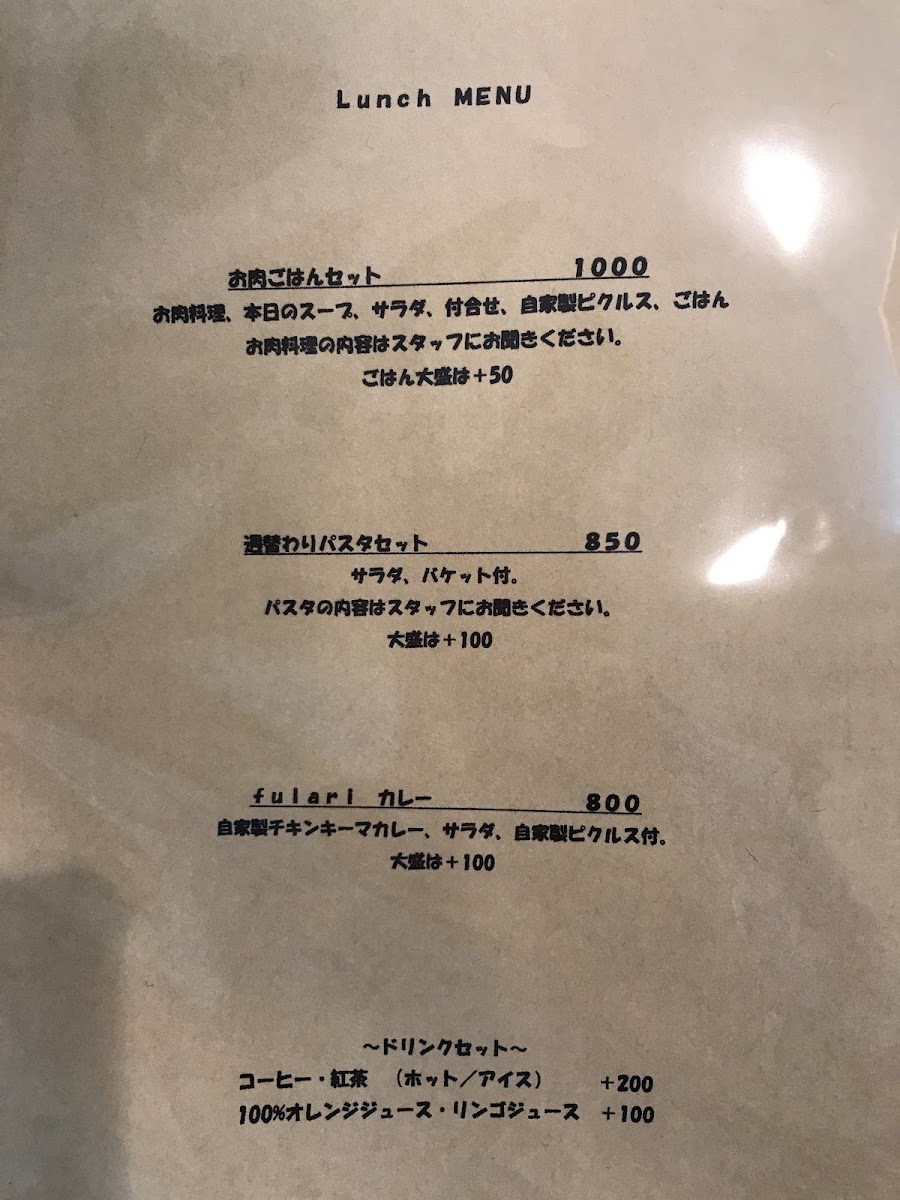 Lunch MENU
お肉ごはんセット 1000
お肉料理、本日のスープ、サラダ、付合せ、自家製ピクルス、ごはん
お肉料理の内容はスタッフにお聞きください。
ごはん大盛は+50
週替わりパスタセット 850
サラダ、バケット付。
パスタの内容はスタッフにお聞きください。
大盛は+100
fulari カレー 800
自家製チキンキーマカレー、サラダ、自家製ピクルス付。
大盛は+100
～ドリンクセット～
コーヒー・紅茶 （ホット／アイス） +200
100%オレンジジュース・リンゴジュース +100